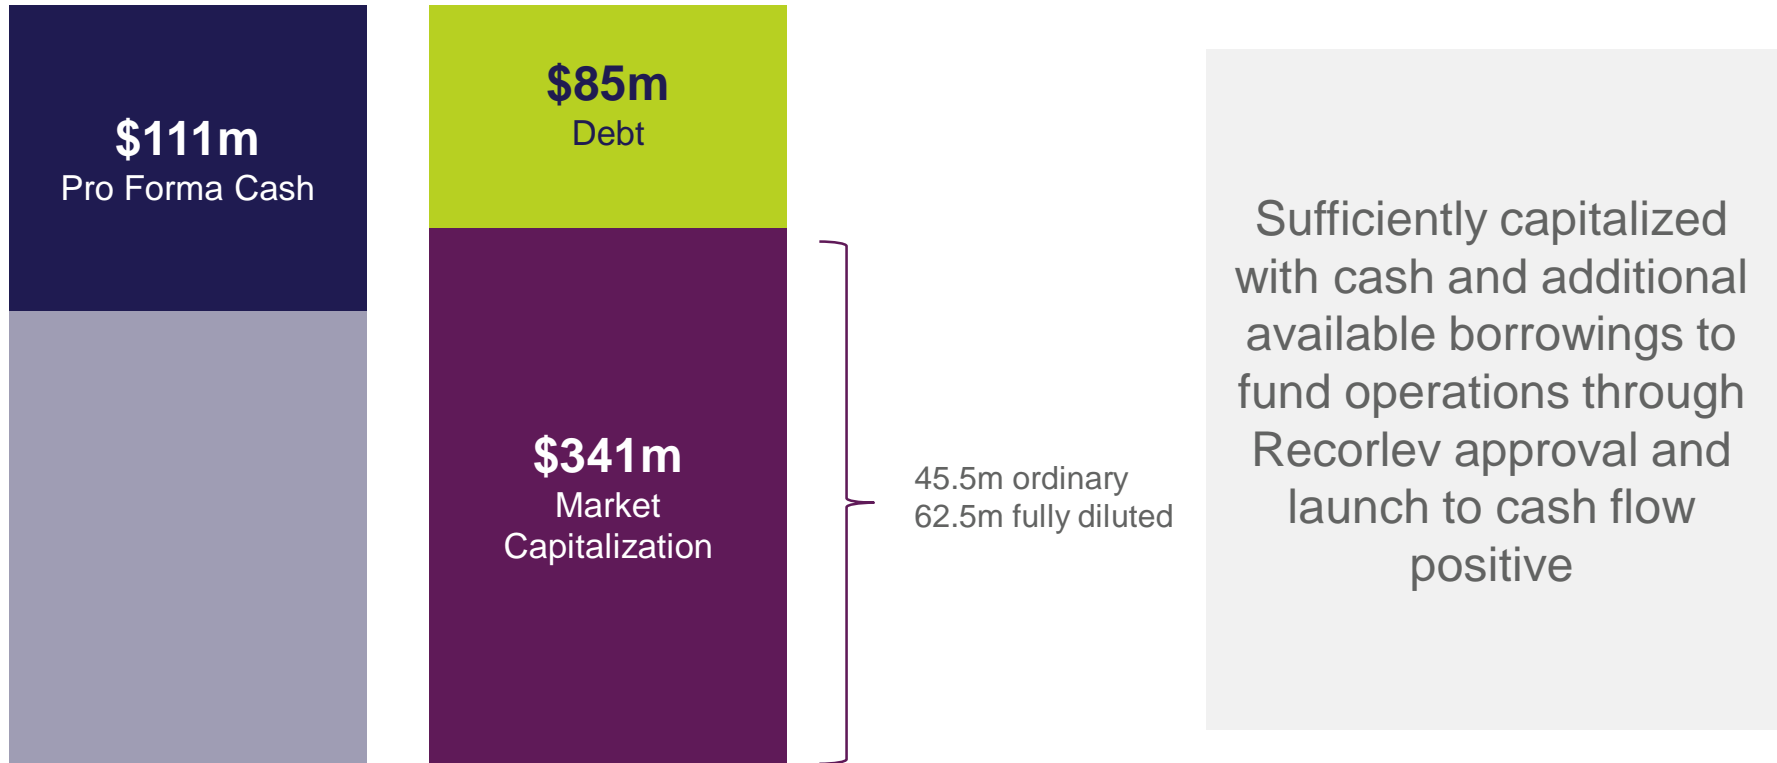 $111m
Pro Forma Cash
$85m
Debt
$341m
Market
Capitalization
45.5m ordinary
62.5m fully diluted
Sufficiently capitalized
with cash and additional
available borrowings to
fund operations through
Recorlev approval and
launch to cash flow
positive